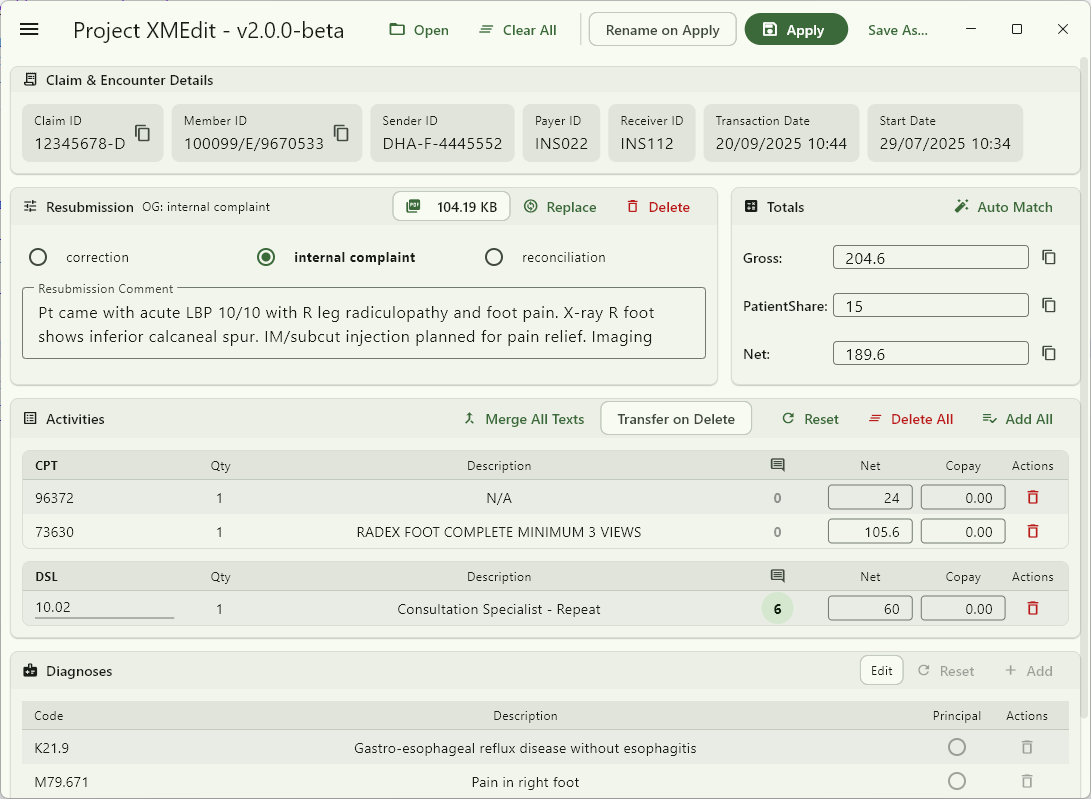 Project XMEdit - v2.0.0-beta Open Clear All Rename on Apply Apply Save As...
Claim & Encounter Details
Claim ID Member ID Sender ID Payer ID Receiver ID Transaction Date Start Date
12345678-D 100099/E/9670533 DHA-F-4445552 INS022 INS112 20/09/2025 10:44 29/07/2025 10:34
Resubmission OG: internal complaint PDF 104.19 KB Replace Delete
correction internal complaint reconciliation
Resubmission Comment
Pt came with acute LBP 10/10 with R leg radiculopathy and foot pain. X-ray R foot
shows inferior calcaneal spur. IM/subcut injection planned for pain relief. Imaging
Totals Auto Match
Gross: 204.6
PatientShare: 15
Net: 189.6
Activities Merge All Texts Transfer on Delete Reset Delete All Add All
CPT Qty Description Net Copay Actions
96372 1 N/A 0 24 0.00
73630 1 RADEX FOOT COMPLETE MINIMUM 3 VIEWS 0 105.6 0.00
DSL Qty Description Net Copay Actions
10.02 1 Consultation Specialist - Repeat 6 60 0.00
Diagnoses Edit Reset Add
Code Description Principal Actions
K21.9 Gastro-esophageal reflux disease without esophagitis
M79.671 Pain in right foot